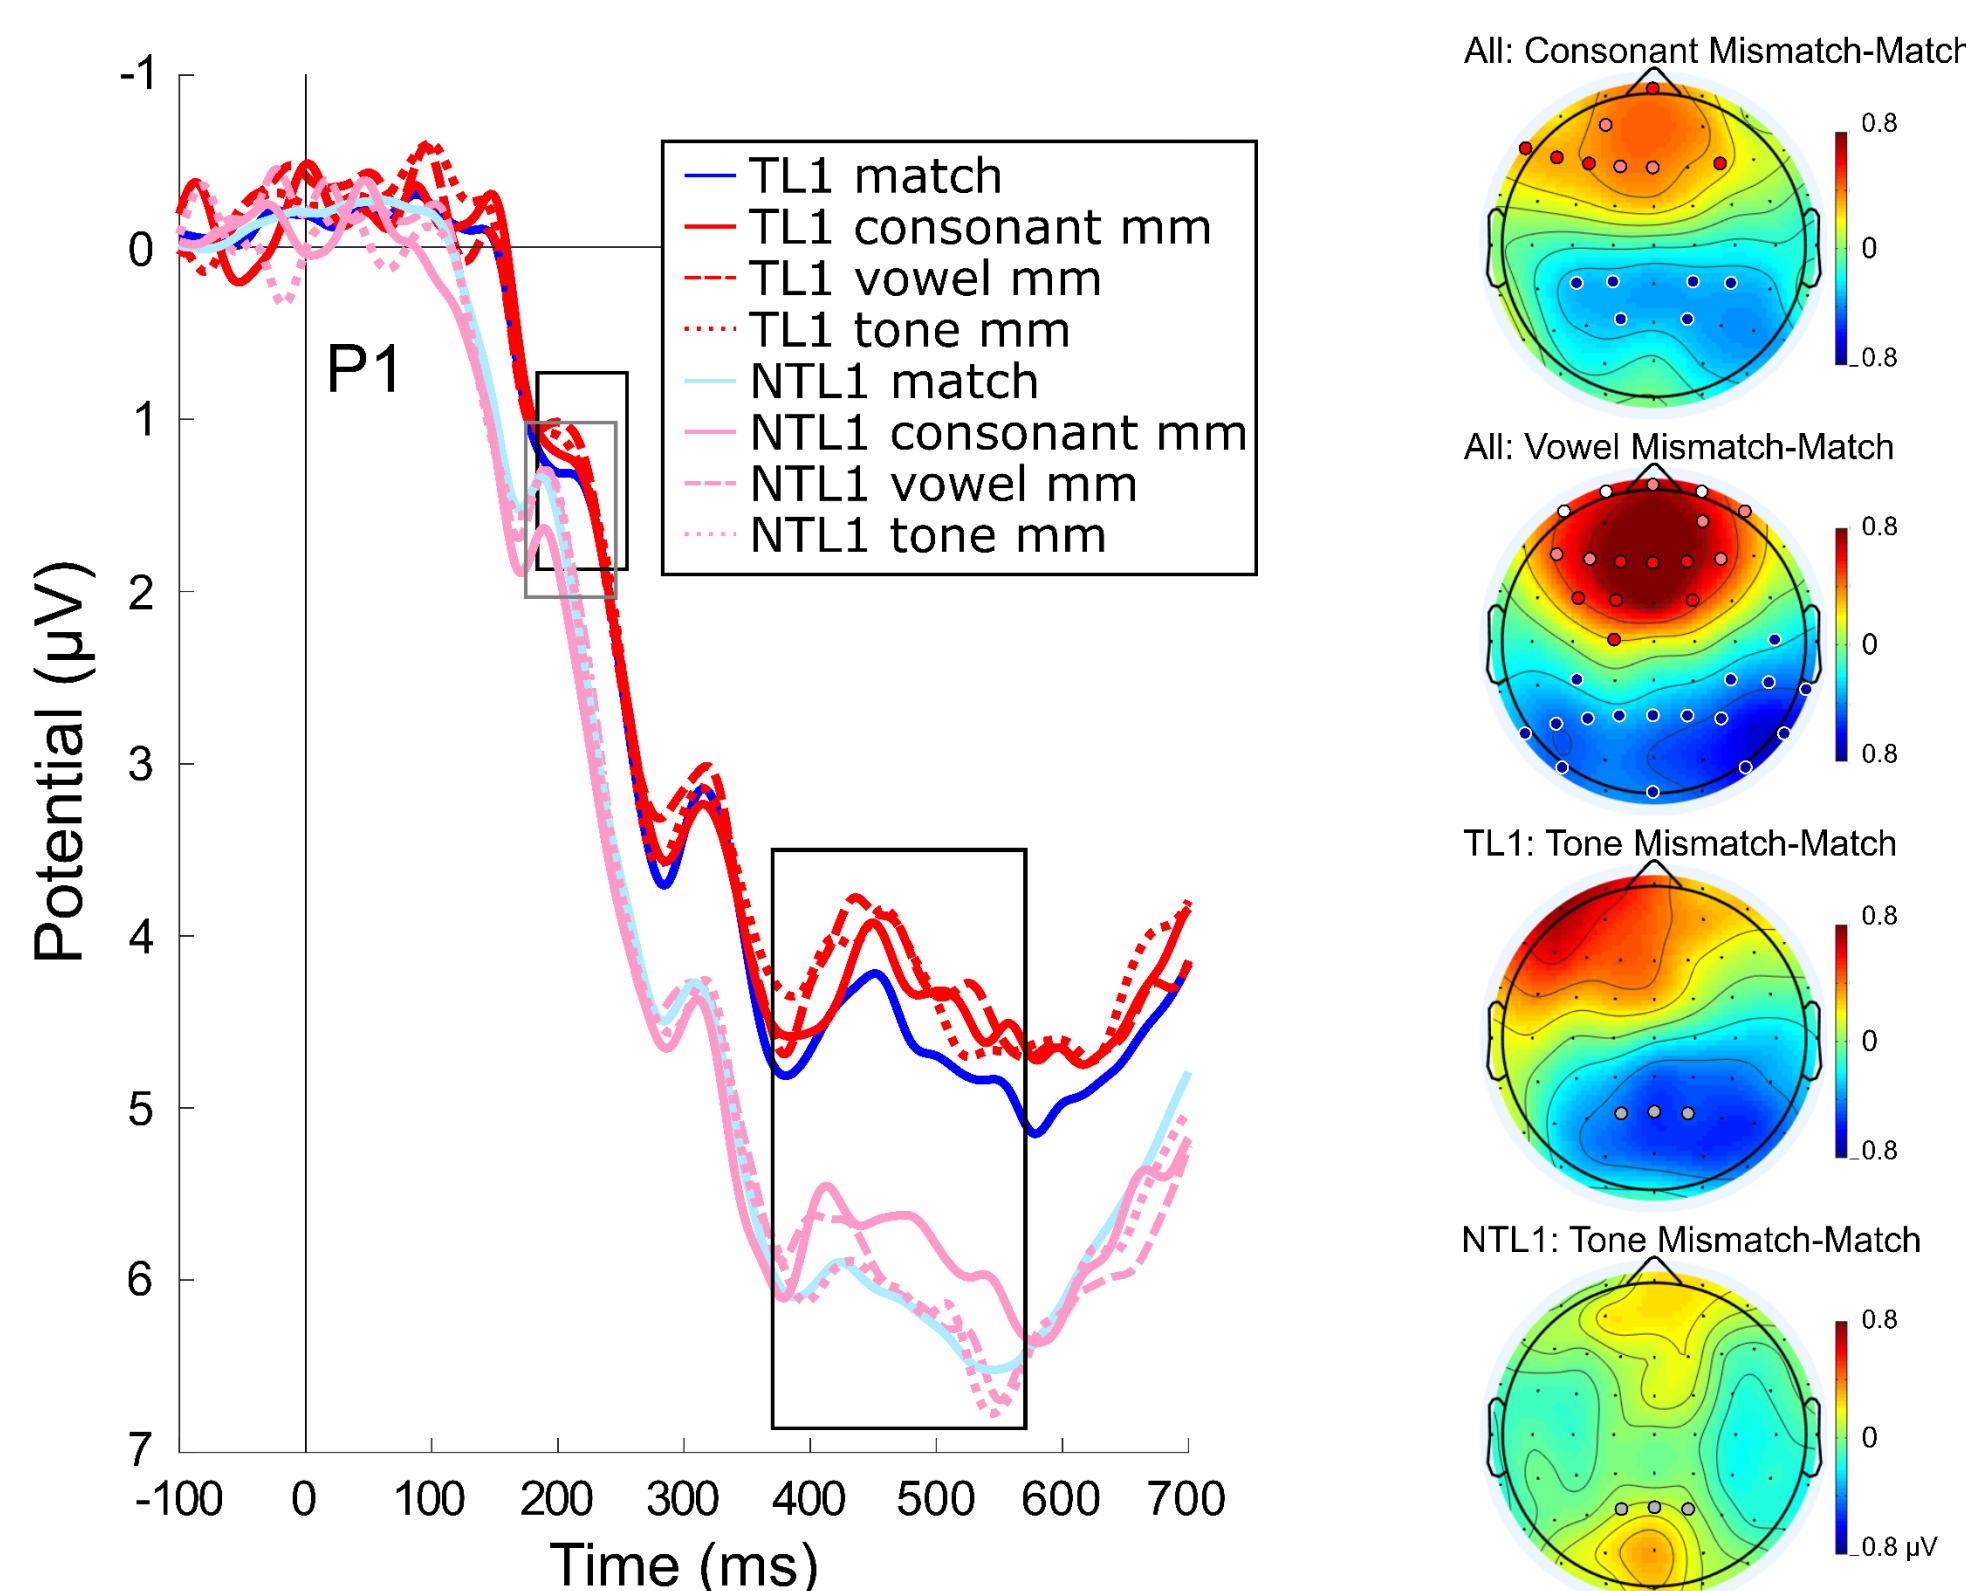 -1
0
1
2
3
4
5
6
7
Potential (µV)
P1
TL1 match
TL1 consonant mm
TL1 vowel mm
TL1 tone mm
NTL1 match
NTL1 consonant mm
NTL1 vowel mm
NTL1 tone mm
-100 0 100 200 300 400 500 600 700
Time (ms)
All: Consonant Mismatch-Match
0.8
0
_0.8
All: Vowel Mismatch-Match
0.8
0
0.8
TL1: Tone Mismatch-Match
0.8
0
_0.8
NTL1: Tone Mismatch-Match
0.8
0
_0.8 µV